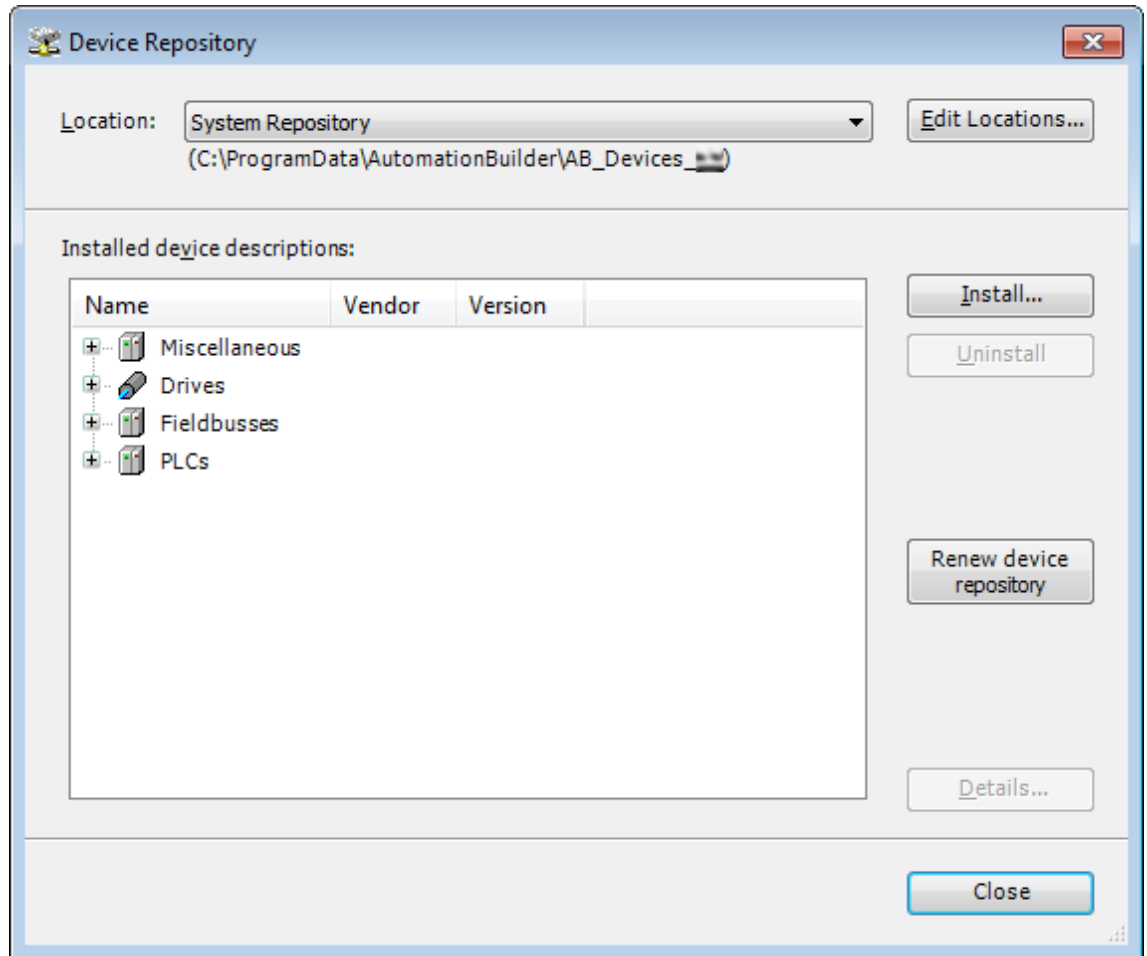 Device Repository
Location:
System Repository
Edit Locations...
(C:\ProgramData\AutomationBuilder\AB_Devices_)
Installed device descriptions:
Name Vendor Version
Install...
Miscellaneous
Uninstall
Drives
Fieldbusses
PLCs
Renew device
repository
Details...
Close